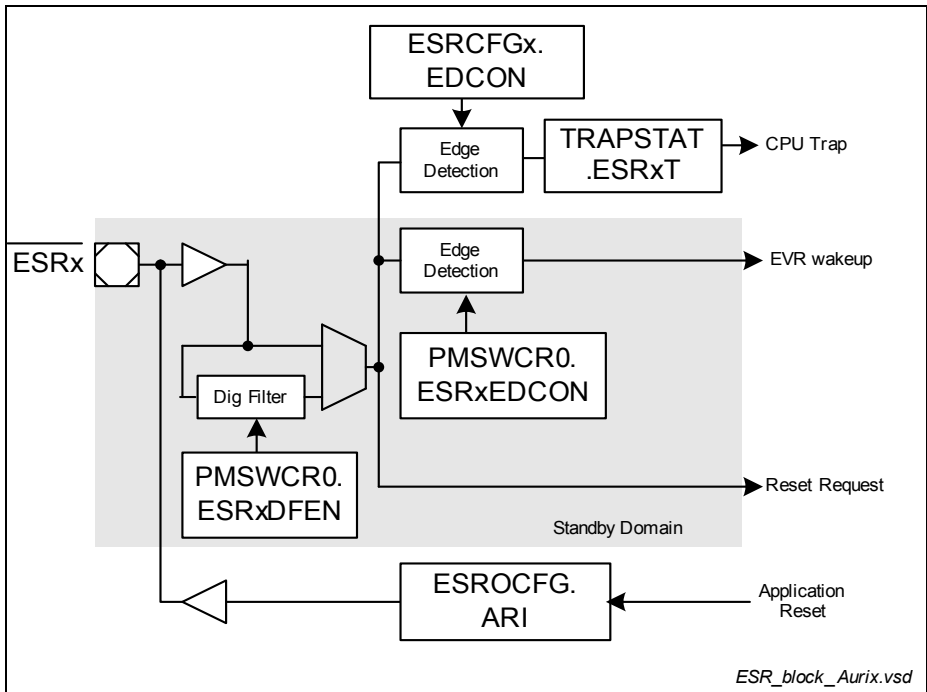 ESRCFGx.
EDCON
Edge
Detection
TRAPSTAT
.ESRxT
CPU Trap
ESRx
Edge
Detection
EVR wakeup
PMSWCR0.
ESRxEDCON
Dig Filter
PMSWCR0.
ESRxDFEN
Reset Request
Standby Domain
ESROCFG.
ARI
Application
Reset
ESR_block_Aurix.vsd